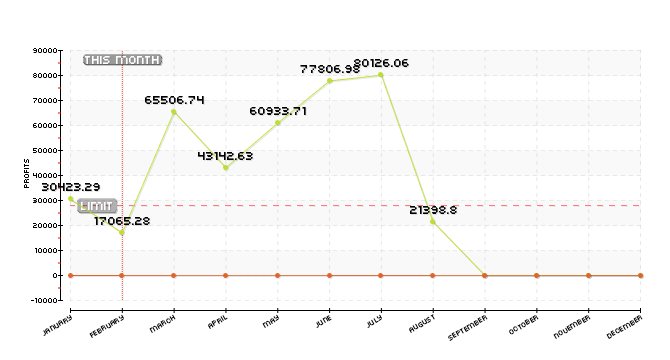 90000
THIS MONTH
80000
77806.98
80126.06
70000
65506.74
60000
60933.71
50000
43142.63
40000
PROFITS
30423.29
30000
LIMIT
20000
17065.28
21398.8
10000
0
-10000
JANUARY
FEBRUARY
MARCH
APRIL
MAY
JUNE
JULY
AUGUST
SEPTEMBER
OCTOBER
NOVEMBER
DECEMBER